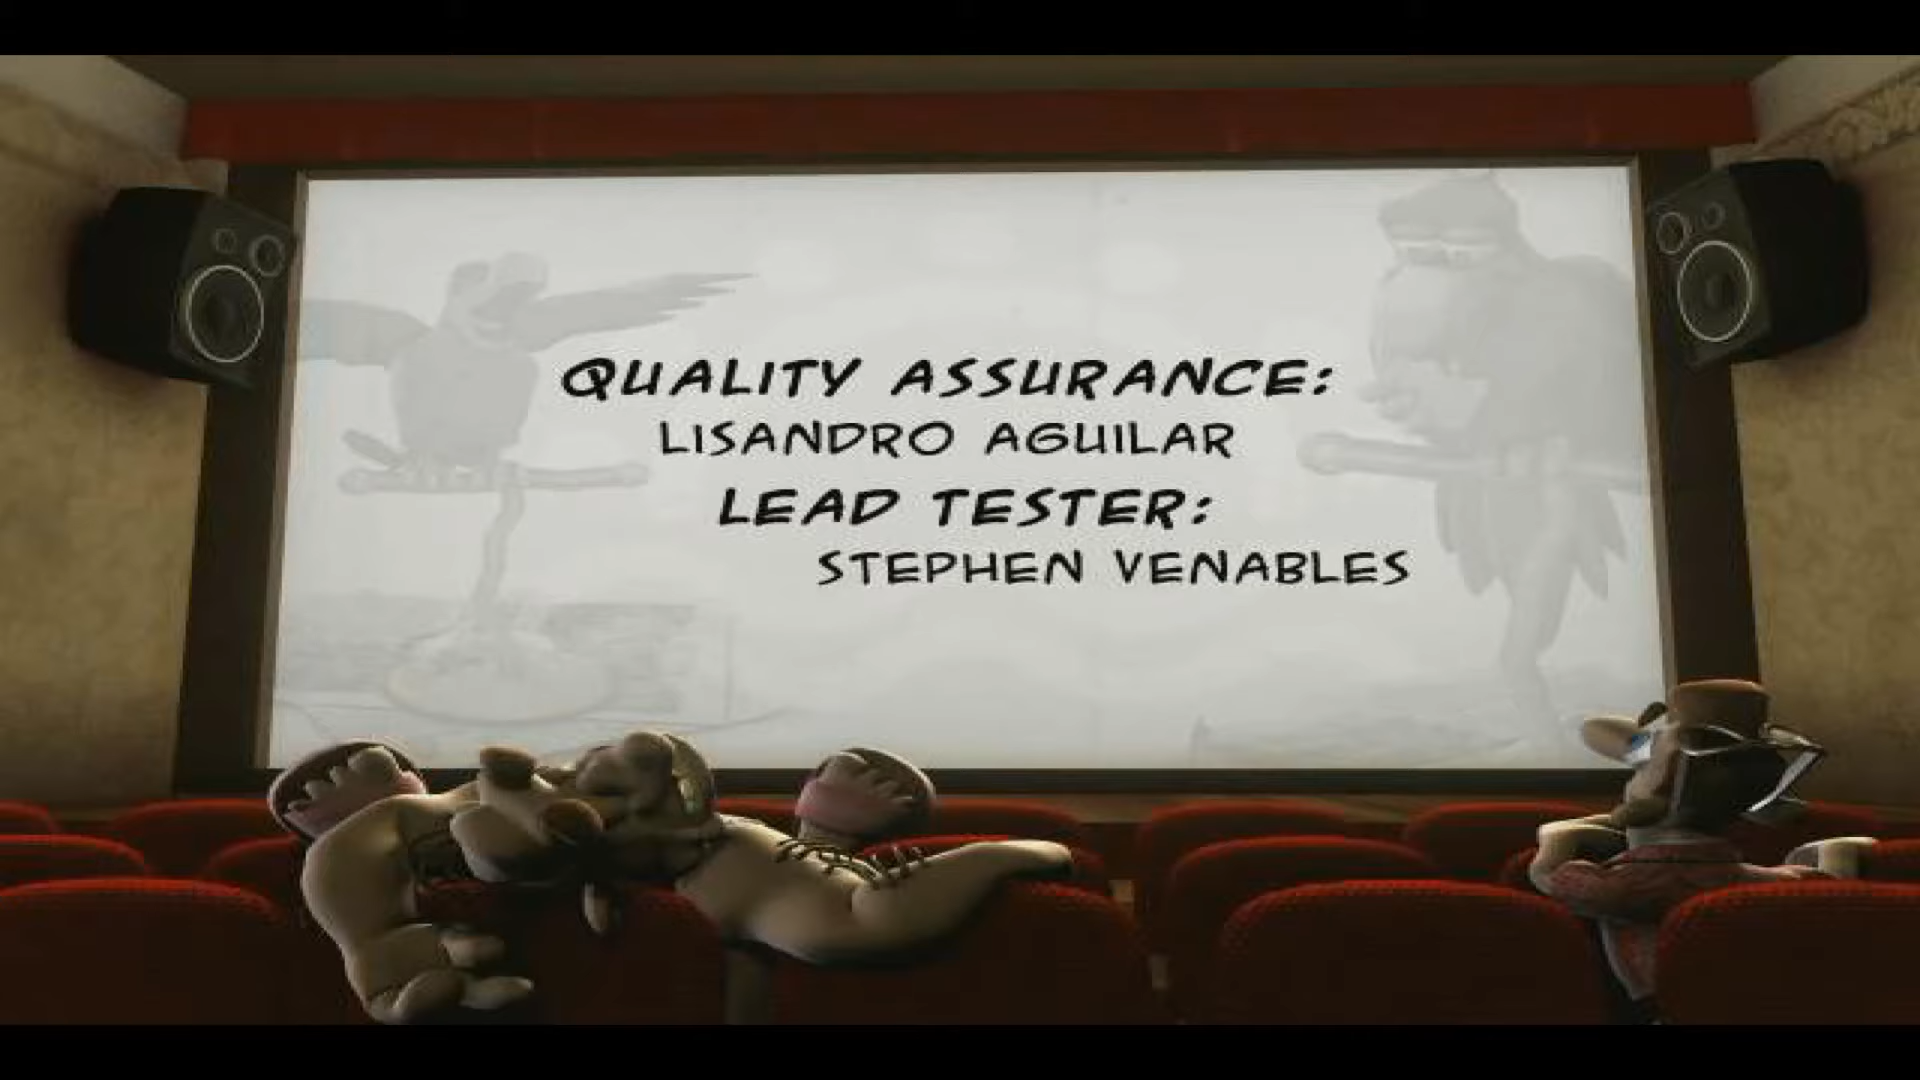 QUALITY ASSURANCE:
LISANDRO AGUILAR
LEAD TESTER:
STEPHEN VENABLES